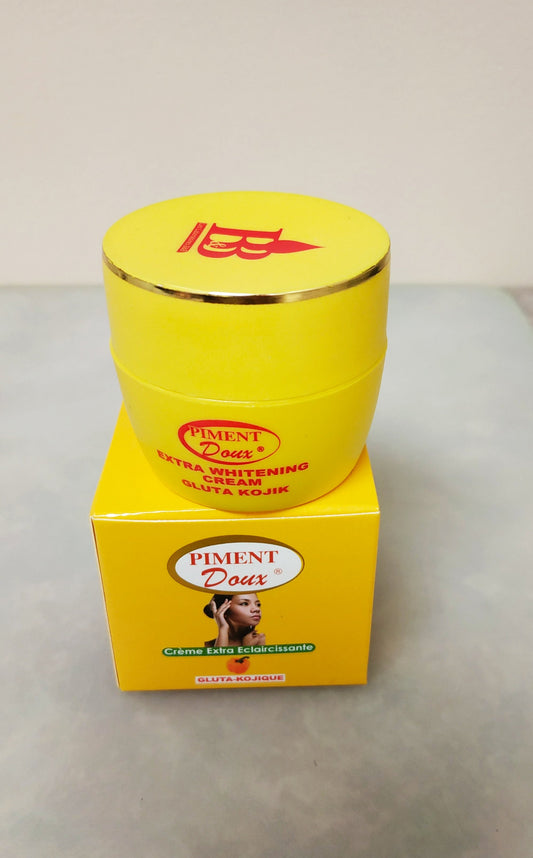 PIMENT
Doux®
EXTRA WHITENING
CREAM
GLUTA KOJIK
PIMENT
Doux®
Crème Extra Eclaircissante
GLUTA-KOJIQUE